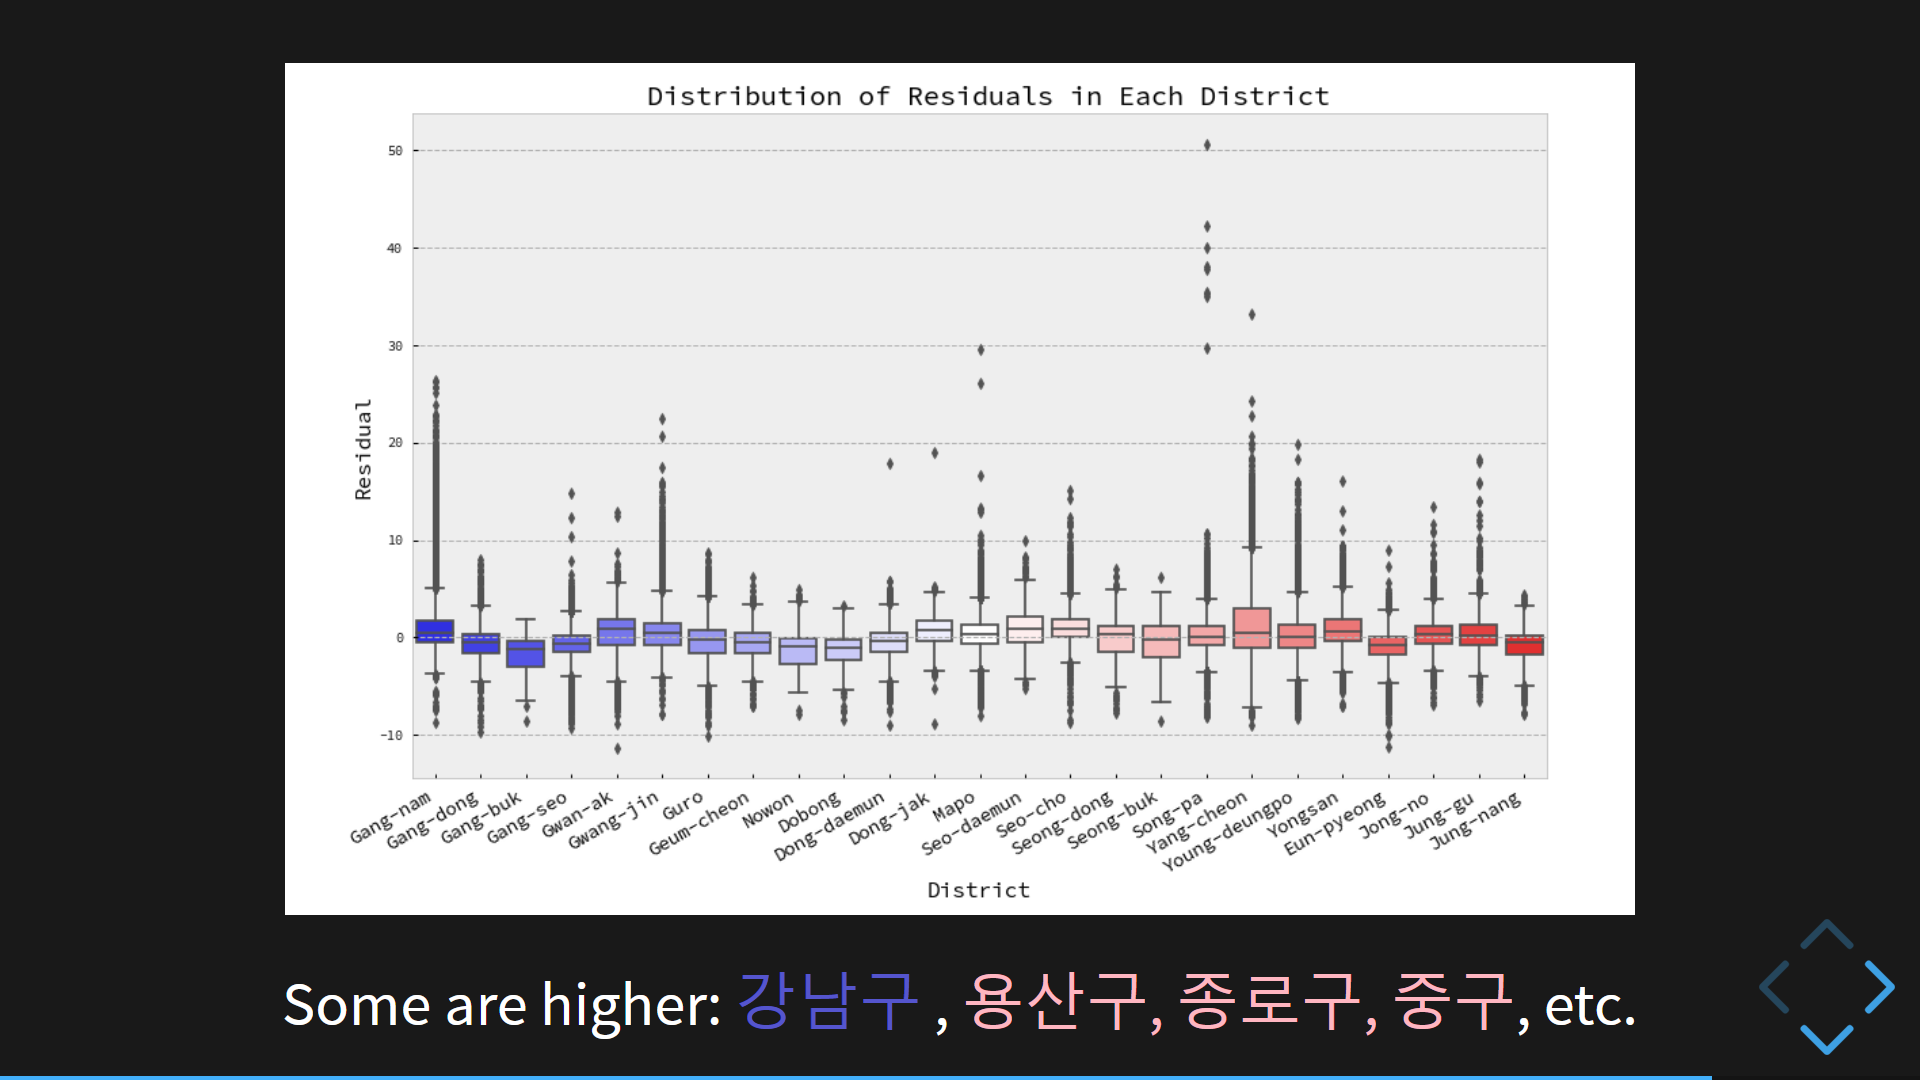 Distribution of Residuals in Each District
50
40
30
20
10
0
-10
Residual
Gang-nam
Gang-dong
Gang-buk
Gang-seo
Gwan-ak
Gwang-jin
Guro
Geum-cheon
Nowon
Dobong
Dong-daemun
Dong-jak
Mapo
Seo-daemun
Seo-cho
Seong-dong
Seong-buk
Song-pa
Yang-cheon
Young-deungpo
Yongsan
Eun-pyeong
Jong-no
Jung-gu
Jung-nang
District
Some are higher: 강남구 , 용산구, 종로구, 중구, etc.